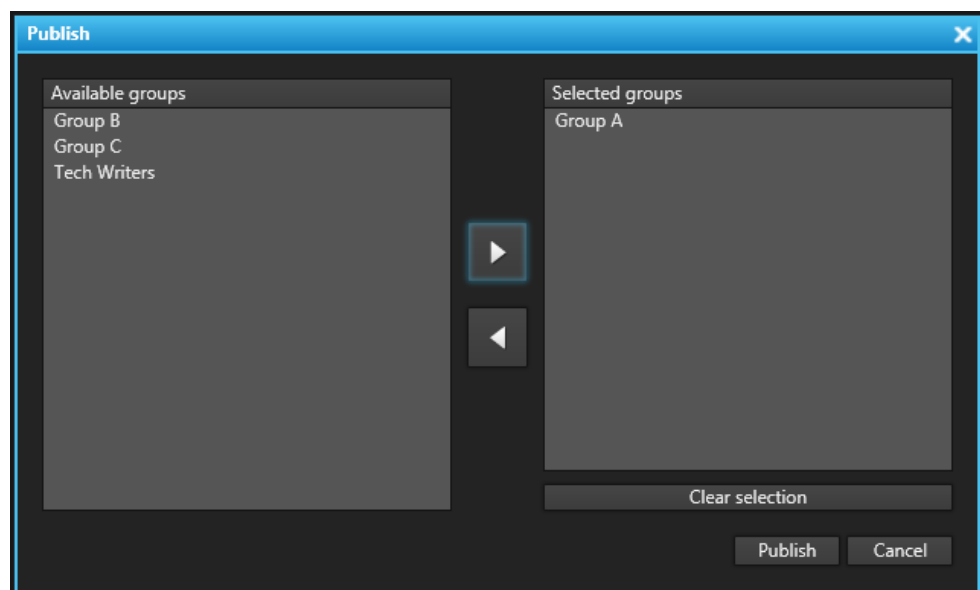 Publish
Available groups
Group B
Group C
Tech Writers
Selected groups
Group A
Clear selection
Publish
Cancel